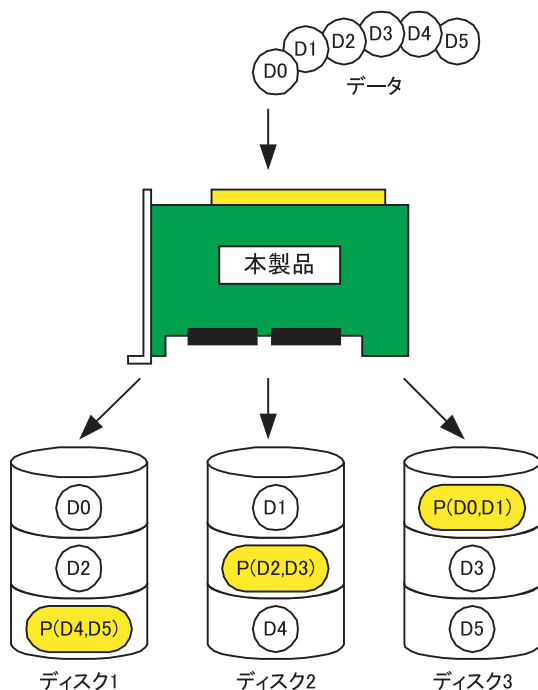 D0 D1 D2 D3 D4 D5
データ
本製品
D0 D1 P(D0,D1)
D2 P(D2,D3) D3
P(D4,D5) D4 D5
ディスク1 ディスク2 ディスク3